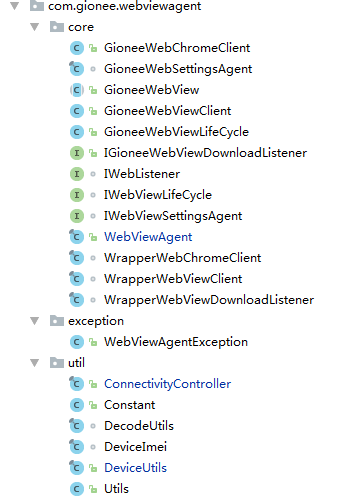 com.gionee.webviewagent
core
GioneeWebChromeClient
GioneeWebSettingsAgent
GioneeWebView
GioneeWebViewClient
GioneeWebViewLifeCycle
IGioneeWebViewDownloadListener
IWebListener
IWebViewLifeCycle
IWebViewSettingsAgent
WebViewAgent
WrapperWebChromeClient
WrapperWebViewClient
WrapperWebViewDownloadListener
exception
WebViewAgentException
util
ConnectivityController
Constant
DecodeUtils
DeviceImei
DeviceUtils
Utils